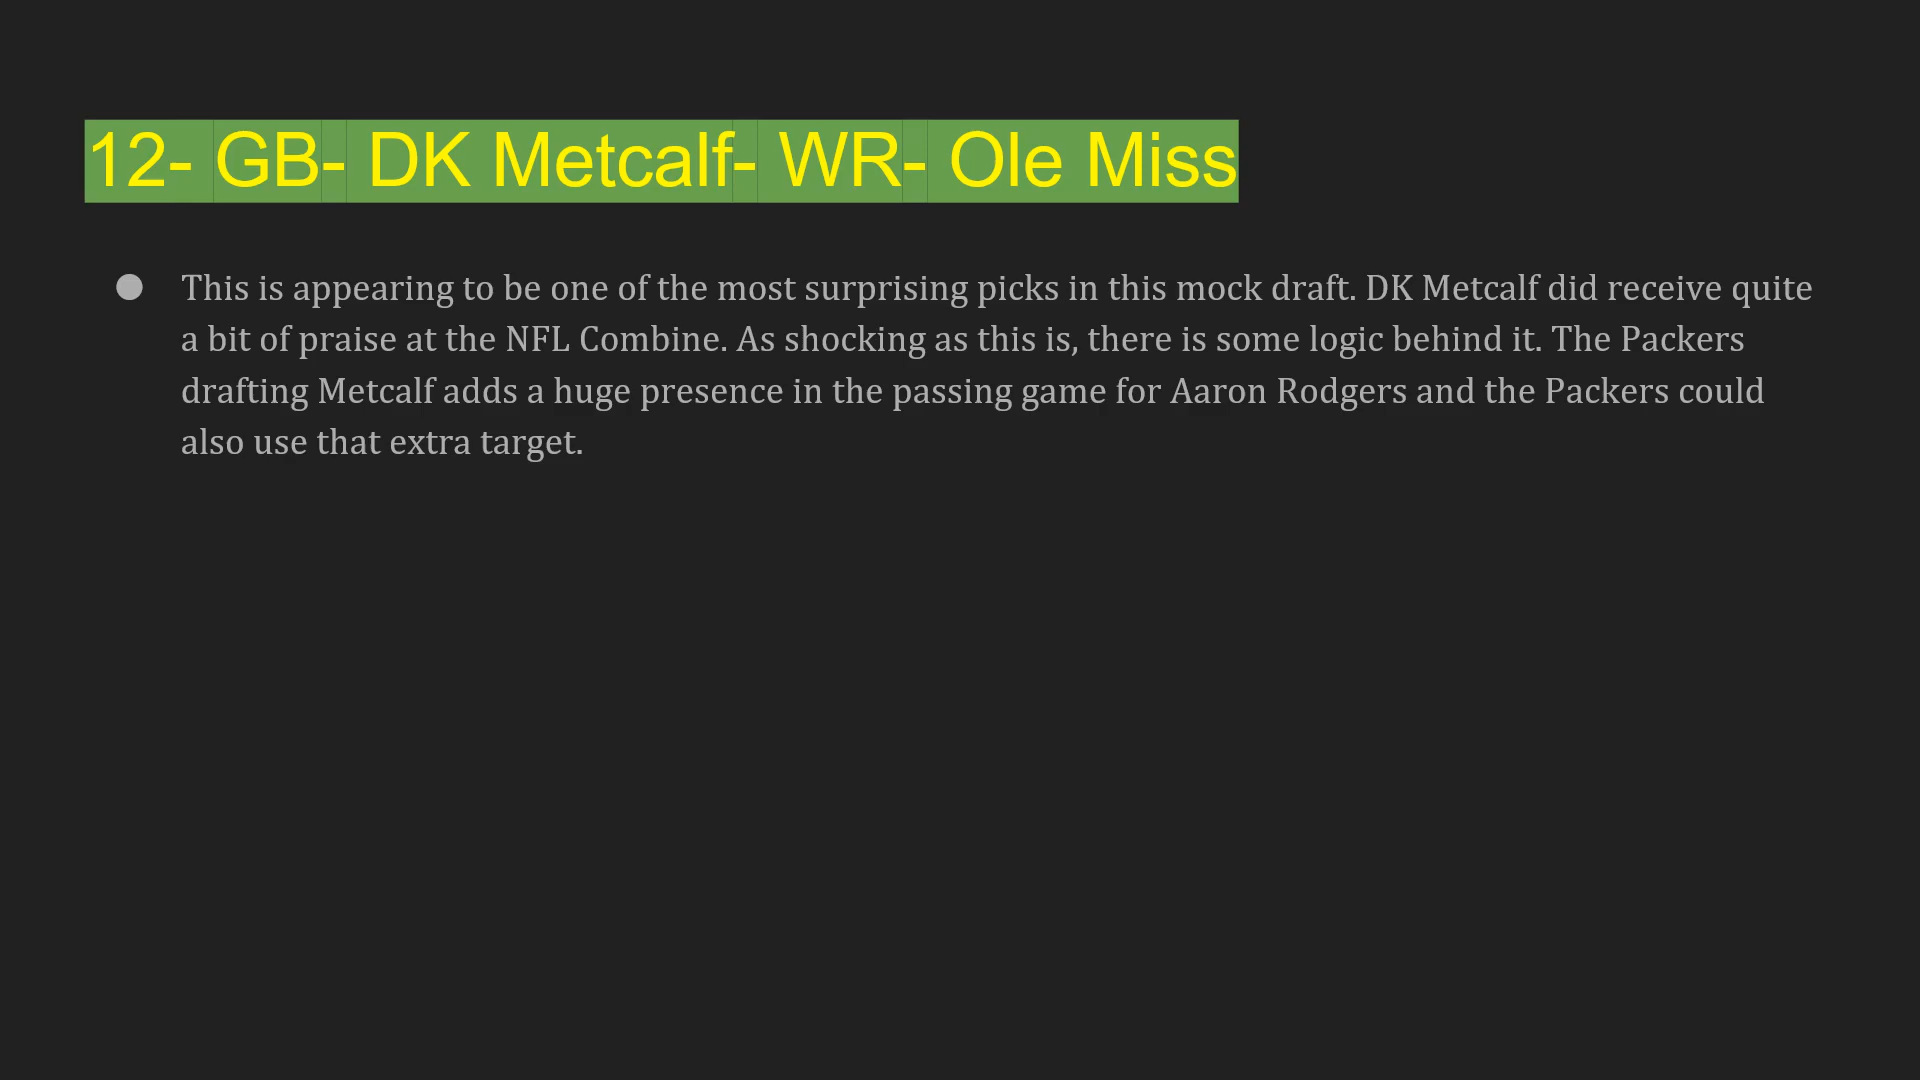 12- GB- DK Metcalf- WR- Ole Miss
● This is appearing to be one of the most surprising picks in this mock draft. DK Metcalf did receive quite
a bit of praise at the NFL Combine. As shocking as this is, there is some logic behind it. The Packers
drafting Metcalf adds a huge presence in the passing game for Aaron Rodgers and the Packers could
also use that extra target.